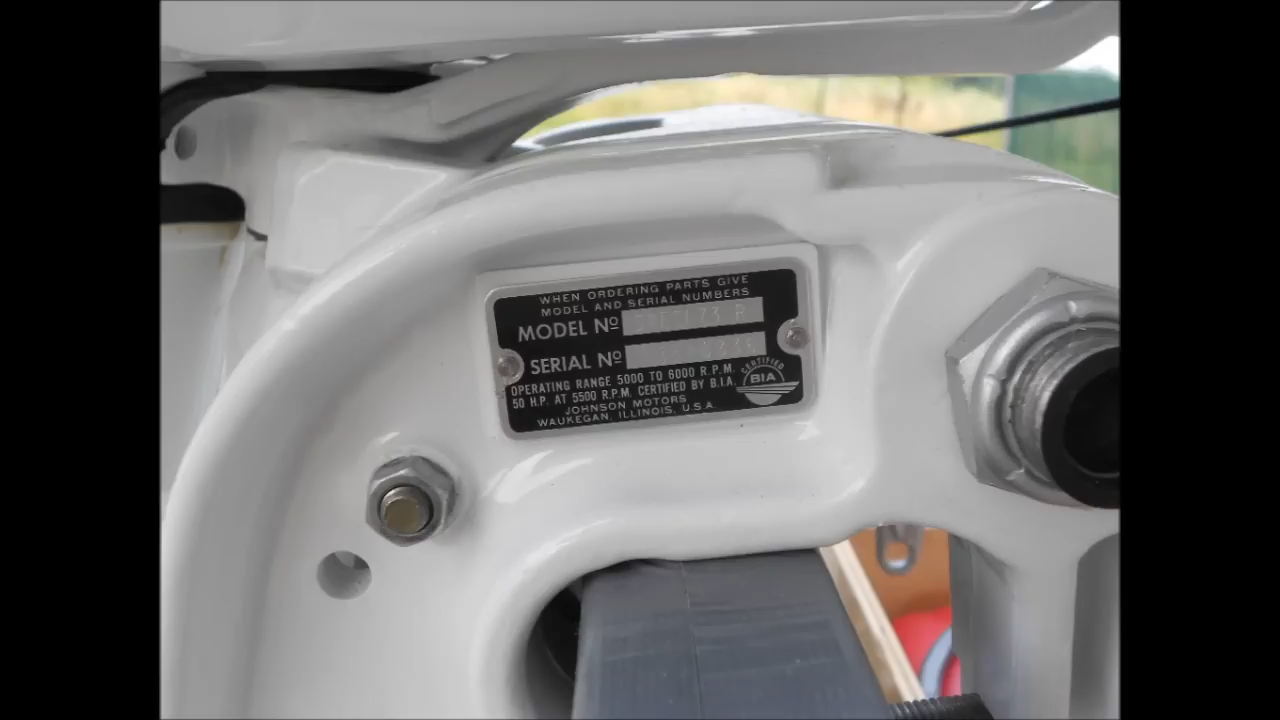 WHEN ORDERING PARTS GIVE
MODEL AND SERIAL NUMBERS
MODEL Nº
SERIAL Nº
OPERATING RANGE 5000 TO 6000 R.P.M.
50 H.P. AT 5500 R.P.M. CERTIFIED BY B.I.A.
JOHNSON MOTORS
WAUKEGAN, ILLINOIS, U.S.A.
CERTIFIED
BIA